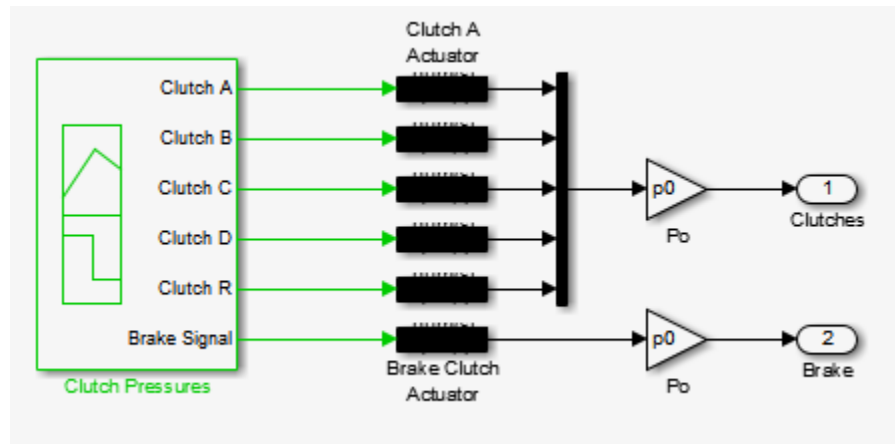 Clutch A
Actuator
Clutch A
Clutch B
Clutch C
p0
1
Clutches
Po
Clutch D
Clutch R
Brake Signal
p0
2
Clutch Pressures
Brake Clutch
Actuator
Po
Brake